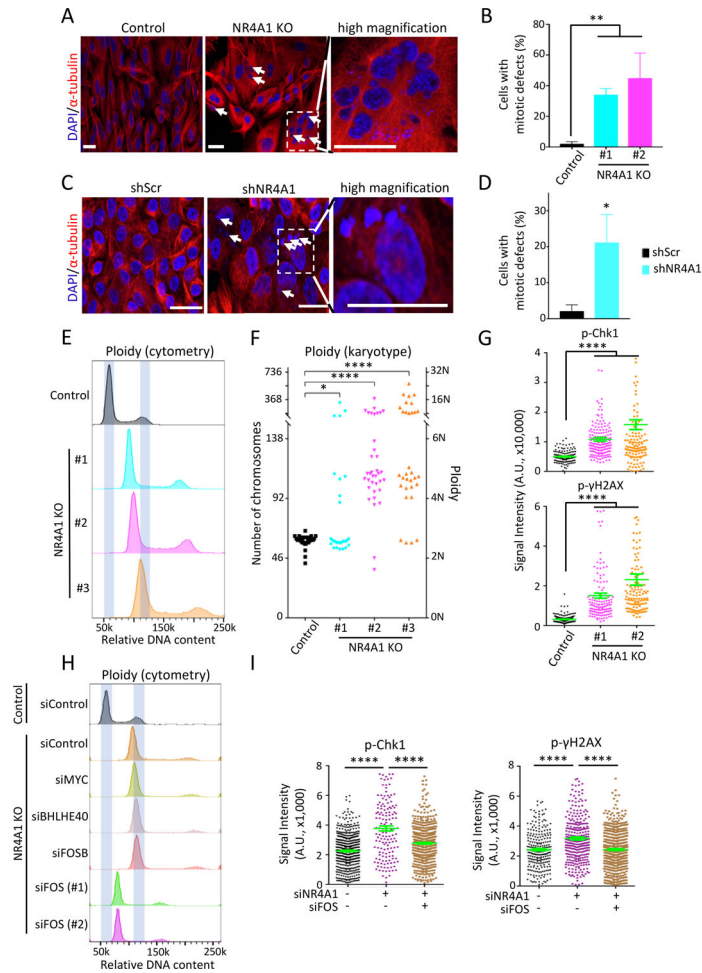 A
Control
NR4A1 KO
high magnification
DAPI/α-tubulin
B
**
Cells with
mitotic defects (%)
60
40
20
0
Control
#1
#2
NR4A1 KO
C
shScr
shNR4A1
high magnification
DAPI/α-tubulin
D
*
Cells with
mitotic defects (%)
40
20
0
shScr
shNR4A1
E
Ploidy (cytometry)
Control
#1
#2
#3
NR4A1 KO
50k
150k
250k
Relative DNA content
F
Ploidy (karyotype)
****
****
*
Number of chromosomes
736
368
138
92
46
0
32N
16N
6N
4N
2N
0N
Ploidy
Control
#1
#2
#3
NR4A1 KO
G
p-Chk1
****
4
3
2
1
0
Signal Intensity (A.U., x10,000)
p-γH2AX
****
6
4
2
0
Control
#1
#2
NR4A1 KO
H
Ploidy (cytometry)
Control
siControl
NR4A1 KO
siControl
siMYC
siBHLHE40
siFOSB
siFOS (#1)
siFOS (#2)
50k
150k
250k
Relative DNA content
I
p-Chk1
**** ****
Signal Intensity
(A.U., x1,000)
8
6
4
2
0
siNR4A1 - + +
siFOS - - +
p-γH2AX
**** ****
Signal Intensity
(A.U., x1,000)
8
6
4
2
0
siNR4A1 - + +
siFOS - - +